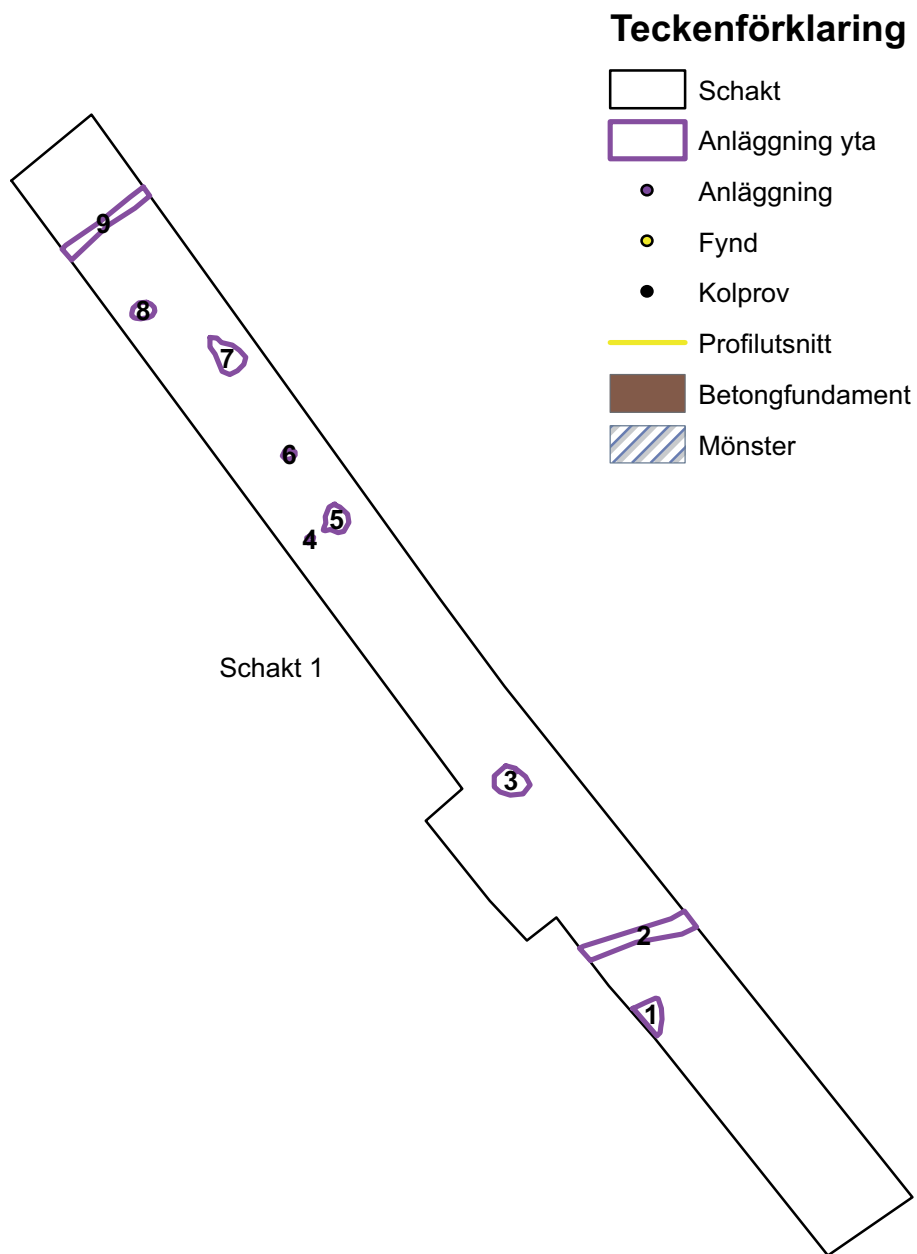 Teckenförklaring
Schakt
Anläggning yta
Anläggning
Fynd
Kolprov
Profilutsnitt
Betongfundament
Mönster
9
8
7
6
5
4
Schakt 1
3
2
1